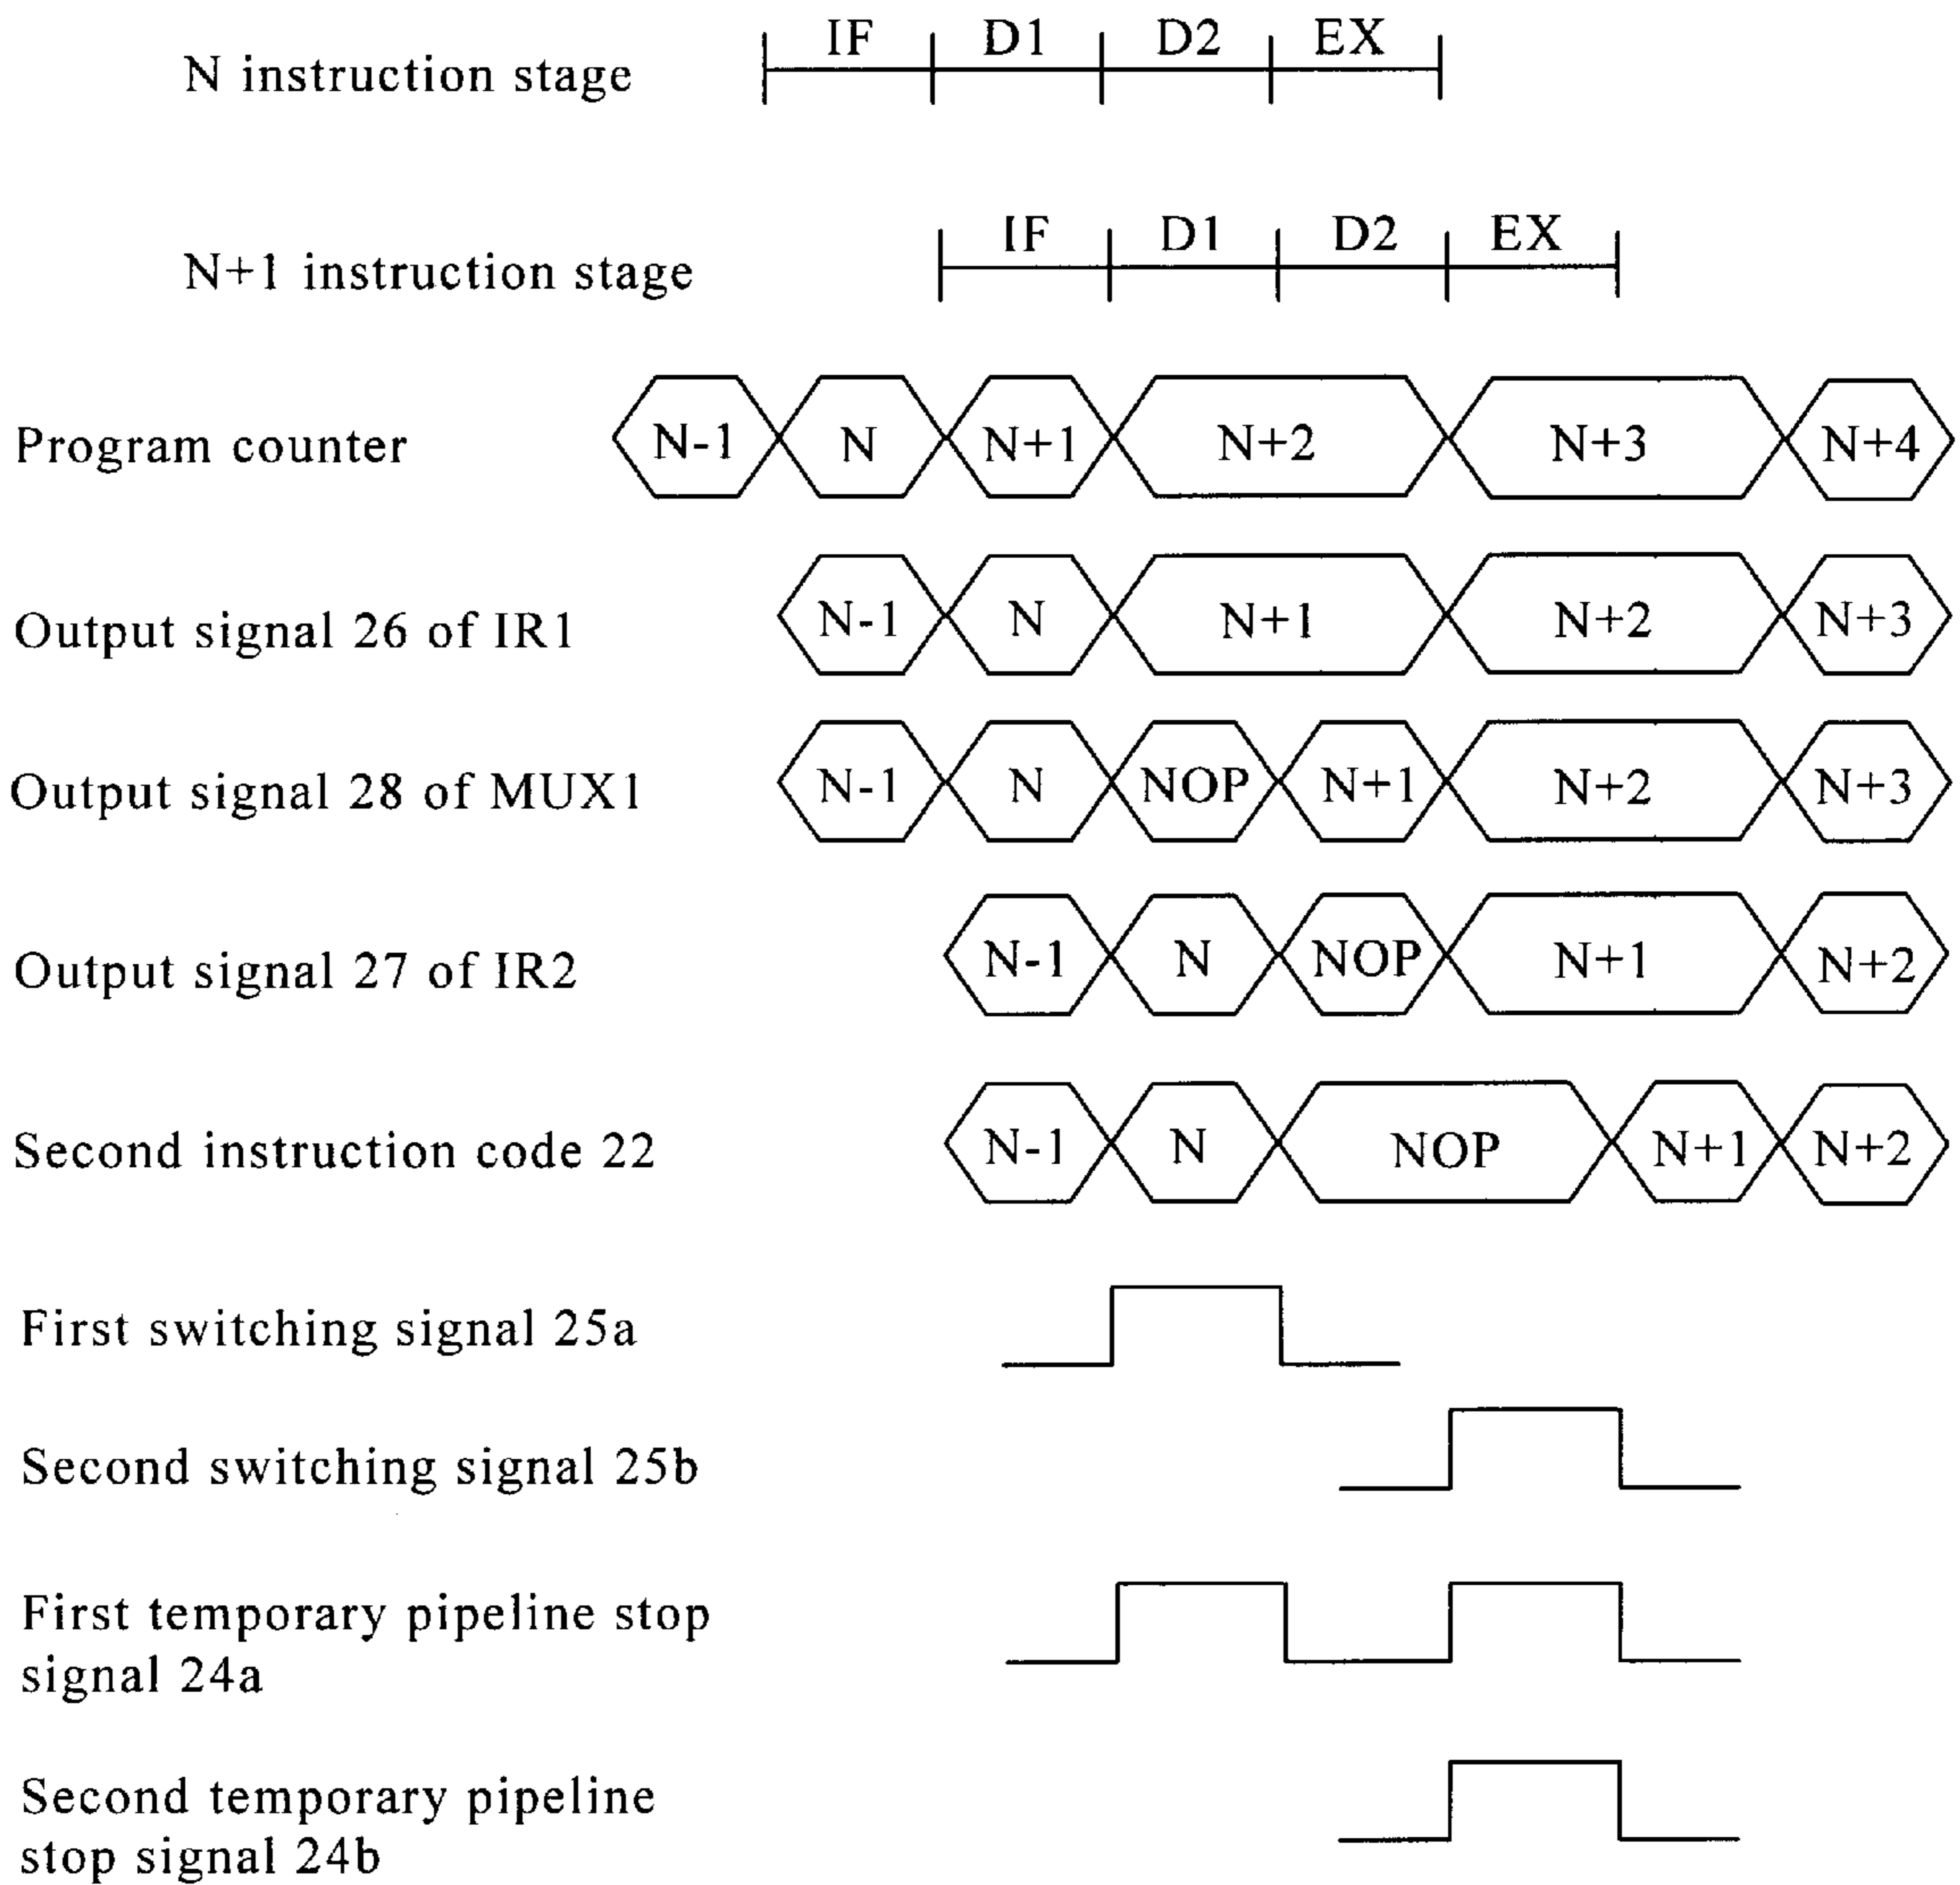 N instruction stage IF D1 D2 EX
N+1 instruction stage IF D1 D2 EX
Program counter N-1 N N+1 N+2 N+3 N+4
Output signal 26 of IR1 N-1 N N+1 N+2 N+3
Output signal 28 of MUX1 N-1 N NOP N+1 N+2 N+3
Output signal 27 of IR2 N-1 N NOP N+1 N+2
Second instruction code 22 N-1 N NOP N+1 N+2
First switching signal 25a
Second switching signal 25b
First temporary pipeline stop
signal 24a
Second temporary pipeline
stop signal 24b